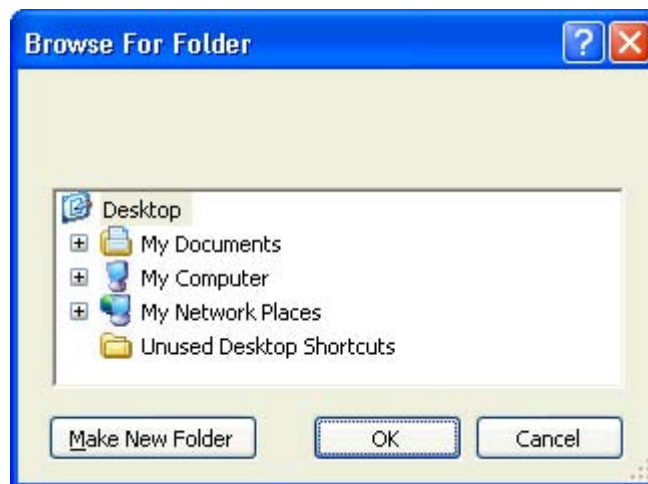 Browse For Folder
Desktop
My Documents
My Computer
My Network Places
Unused Desktop Shortcuts
Make New Folder OK Cancel